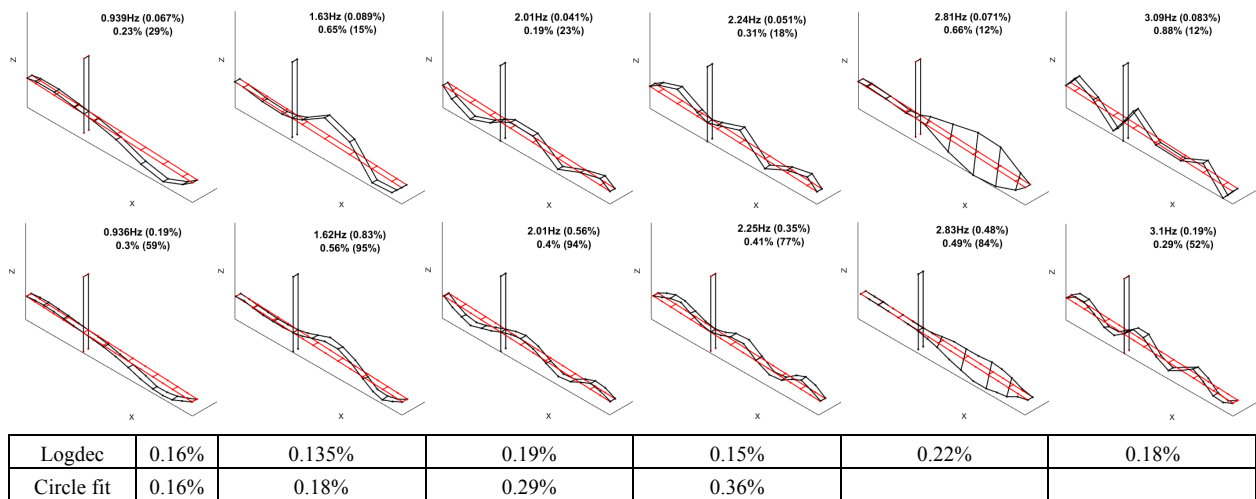 0.939Hz (0.067%)
0.23% (29%)
1.63Hz (0.089%)
0.65% (15%)
2.01Hz (0.041%)
0.19% (23%)
2.24Hz (0.051%)
0.31% (18%)
2.81Hz (0.071%)
0.66% (12%)
3.09Hz (0.083%)
0.88% (12%)
Z
Z
Z
Z
Z
Z
X
X
X
X
X
X
0.936Hz (0.19%)
0.3% (59%)
1.62Hz (0.83%)
0.56% (95%)
2.01Hz (0.56%)
0.4% (94%)
2.25Hz (0.35%)
0.41% (77%)
2.83Hz (0.48%)
0.49% (84%)
3.1Hz (0.19%)
0.29% (52%)
Z
Z
Z
Z
Z
Z
X
X
X
X
X
X
Logdec 0.16% 0.135% 0.19% 0.15% 0.22% 0.18%
Circle fit 0.16% 0.18% 0.29% 0.36%